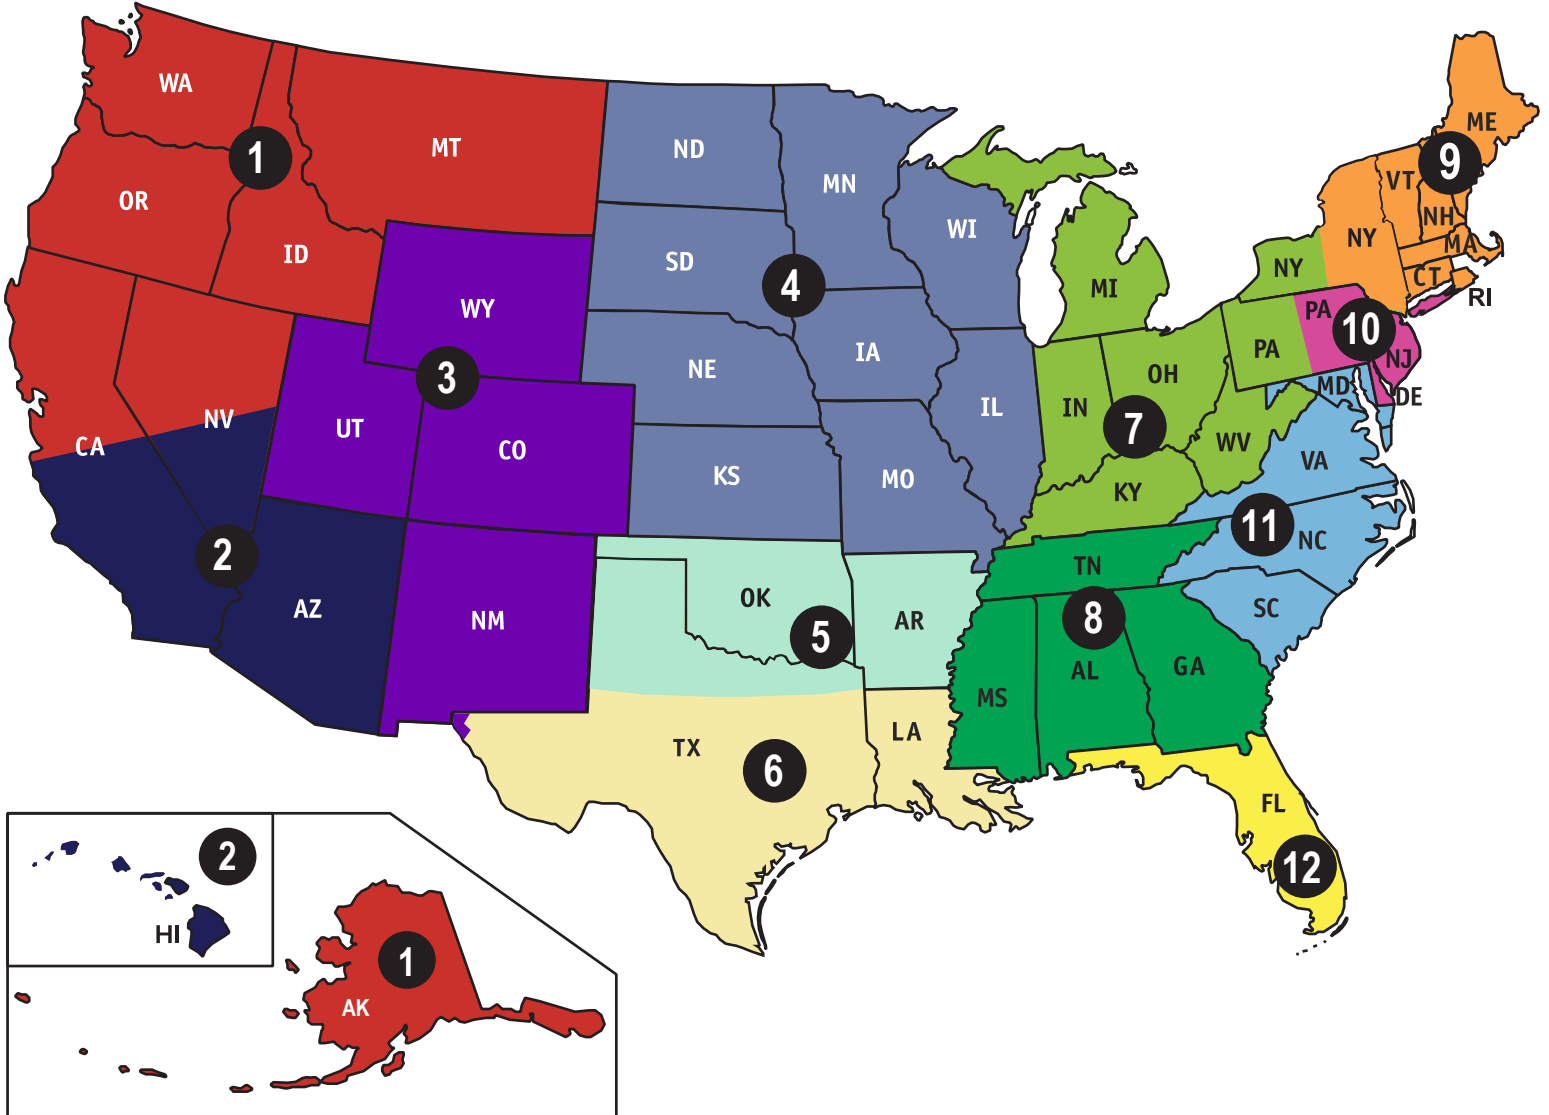 WA
MT
ND
MN
ME
1
9
VT
OR
ID
SD
WI
NH
NY
MA
NY
CT
RI
WY
4
MI
PA
10
NJ
3
NE
IA
OH
PA
MD
DE
NV
UT
IL
IN
7
WV
CA
CO
KS
MO
KY
VA
2
11
NC
AZ
NM
OK
5
AR
TN
8
SC
MS
AL
GA
TX
6
LA
FL
12
2
HI
1
AK